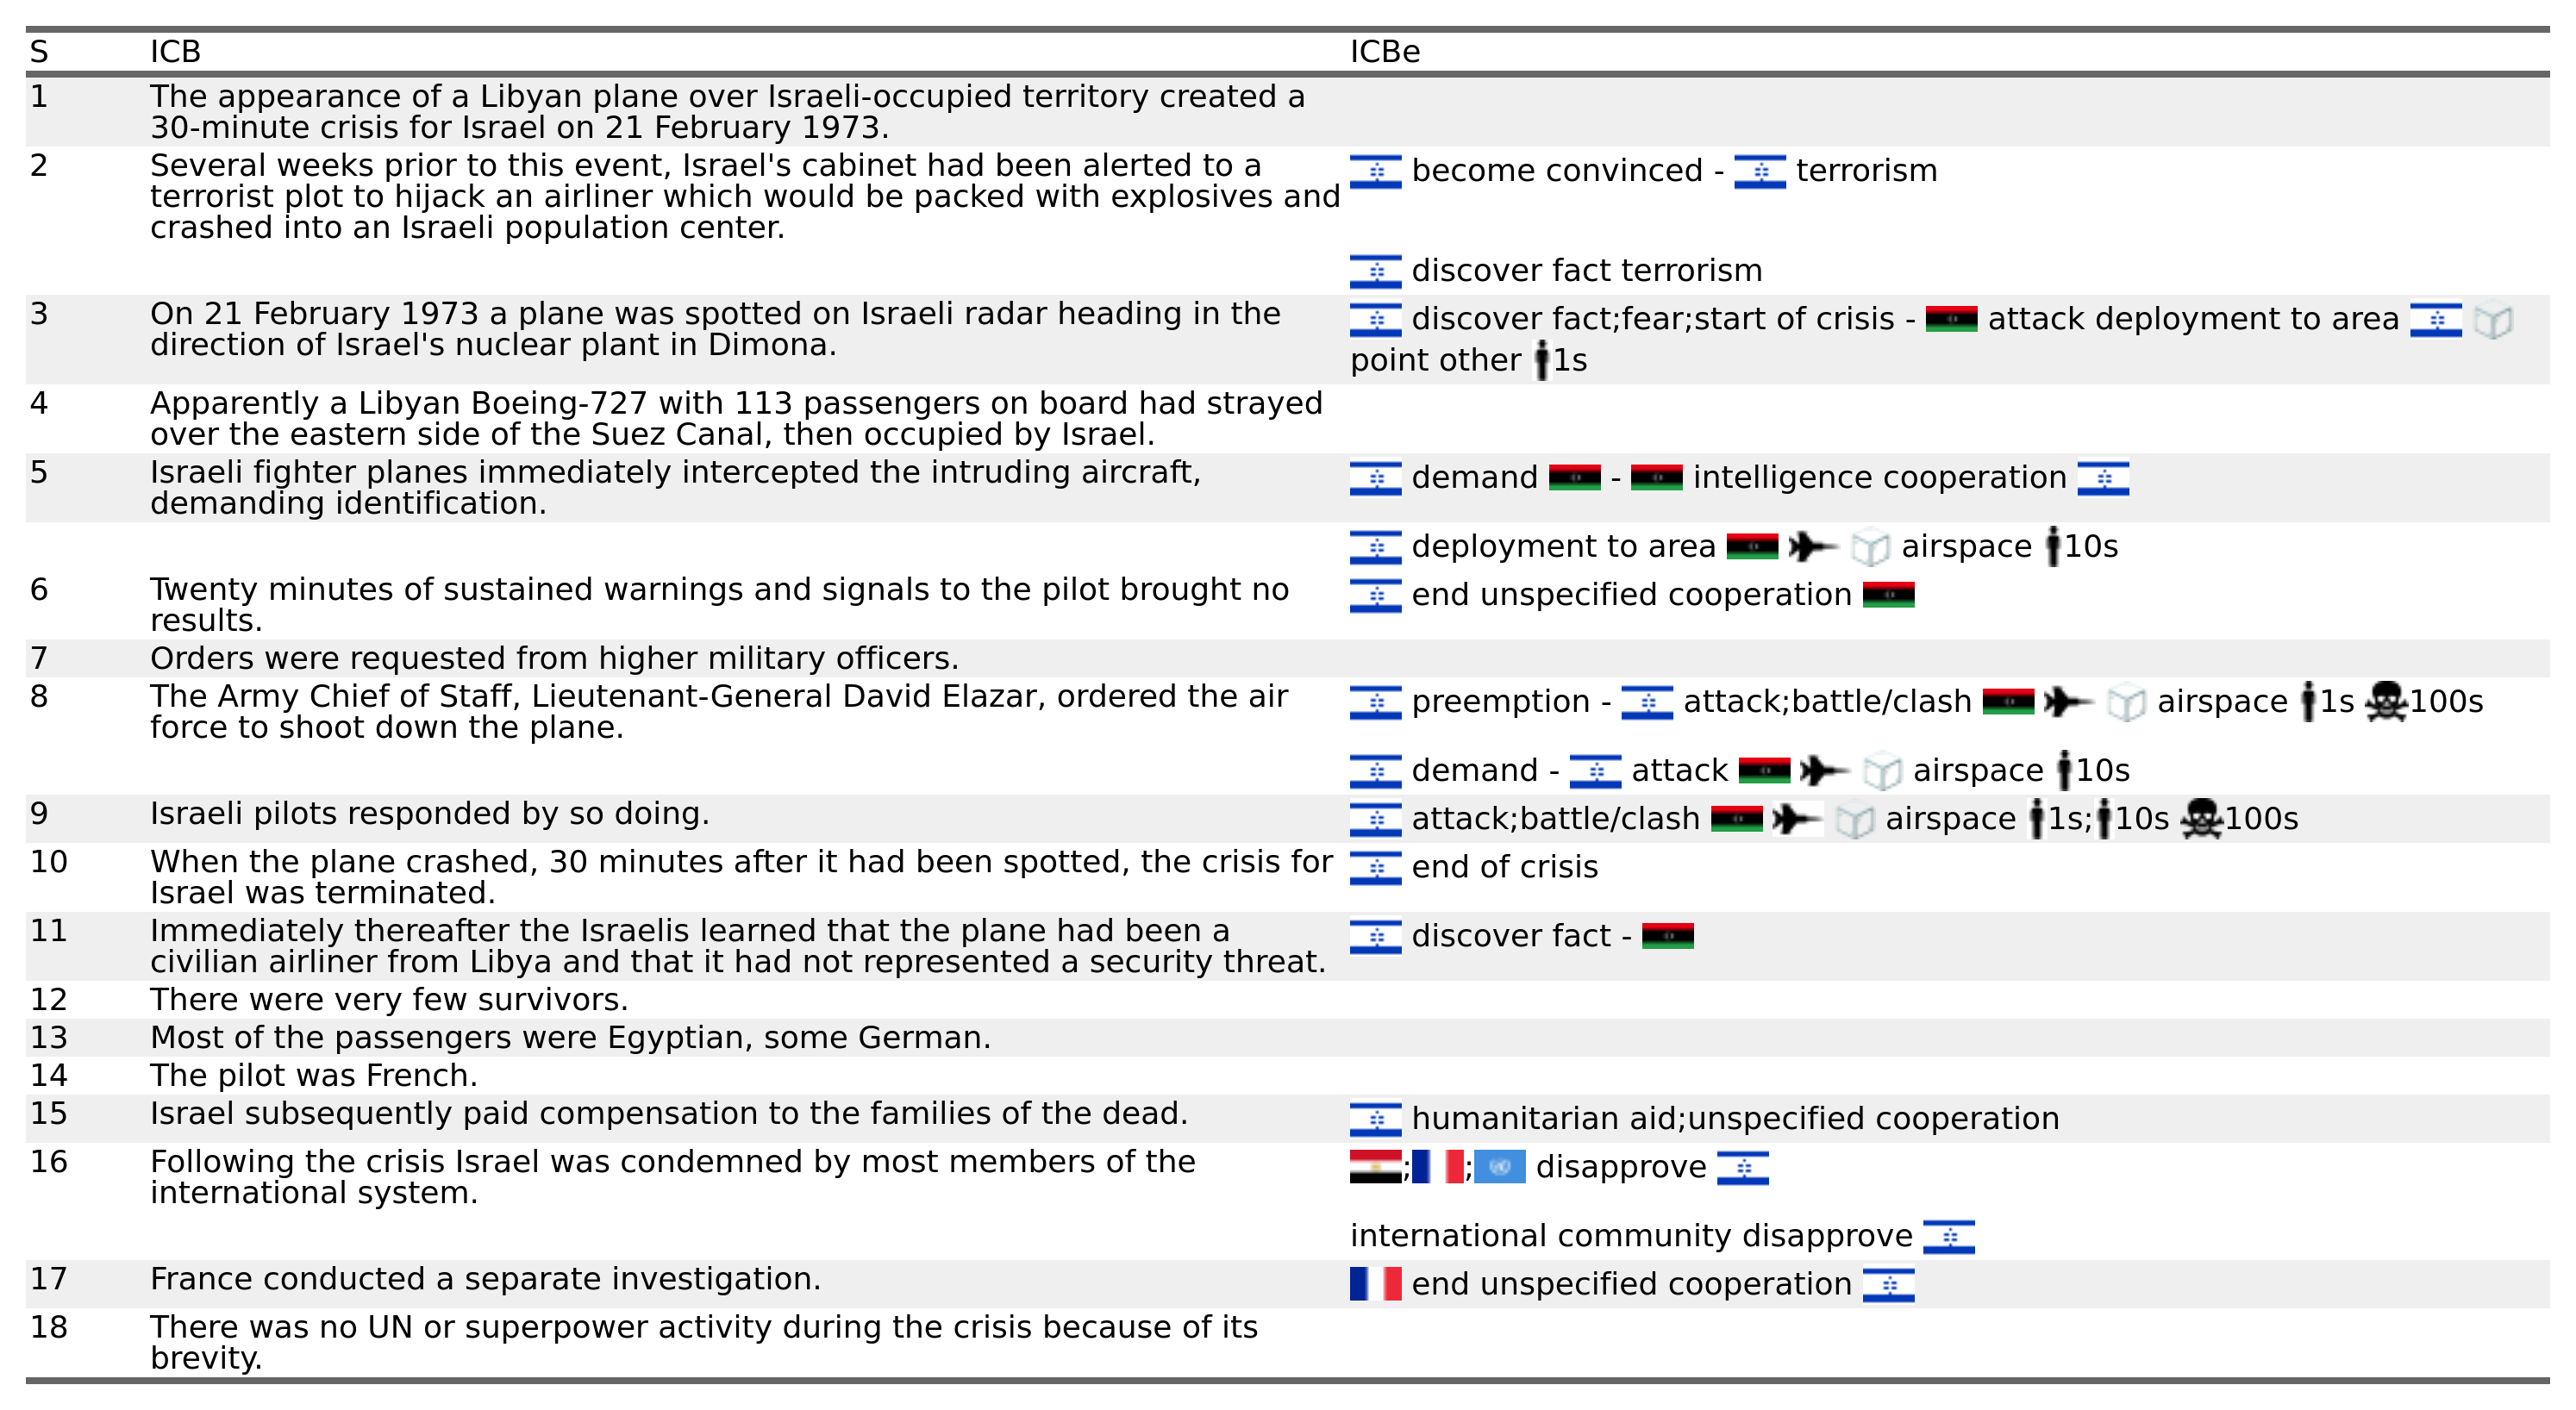 S ICB ICBe
1 The appearance of a Libyan plane over Israeli-occupied territory created a
30-minute crisis for Israel on 21 February 1973.
2 Several weeks prior to this event, Israel's cabinet had been alerted to a become convinced - terrorism
terrorist plot to hijack an airliner which would be packed with explosives and
crashed into an Israeli population center.
discover fact terrorism
3 On 21 February 1973 a plane was spotted on Israeli radar heading in the discover fact;fear;start of crisis - attack deployment to area
direction of Israel's nuclear plant in Dimona. point other 1s
4 Apparently a Libyan Boeing-727 with 113 passengers on board had strayed
over the eastern side of the Suez Canal, then occupied by Israel.
5 Israeli fighter planes immediately intercepted the intruding aircraft, demand - intelligence cooperation
demanding identification.
deployment to area airspace 10s
6 Twenty minutes of sustained warnings and signals to the pilot brought no end unspecified cooperation
results.
7 Orders were requested from higher military officers.
8 The Army Chief of Staff, Lieutenant-General David Elazar, ordered the air preemption - attack;battle/clash airspace 1s 100s
force to shoot down the plane.
demand - attack airspace 10s
9 Israeli pilots responded by so doing. attack;battle/clash airspace 1s; 10s 100s
10 When the plane crashed, 30 minutes after it had been spotted, the crisis for end of crisis
Israel was terminated.
11 Immediately thereafter the Israelis learned that the plane had been a discover fact -
civilian airliner from Libya and that it had not represented a security threat.
12 There were very few survivors.
13 Most of the passengers were Egyptian, some German.
14 The pilot was French.
15 Israel subsequently paid compensation to the families of the dead. humanitarian aid;unspecified cooperation
16 Following the crisis Israel was condemned by most members of the ; ; disapprove
international system.
international community disapprove
17 France conducted a separate investigation. end unspecified cooperation
18 There was no UN or superpower activity during the crisis because of its
brevity.